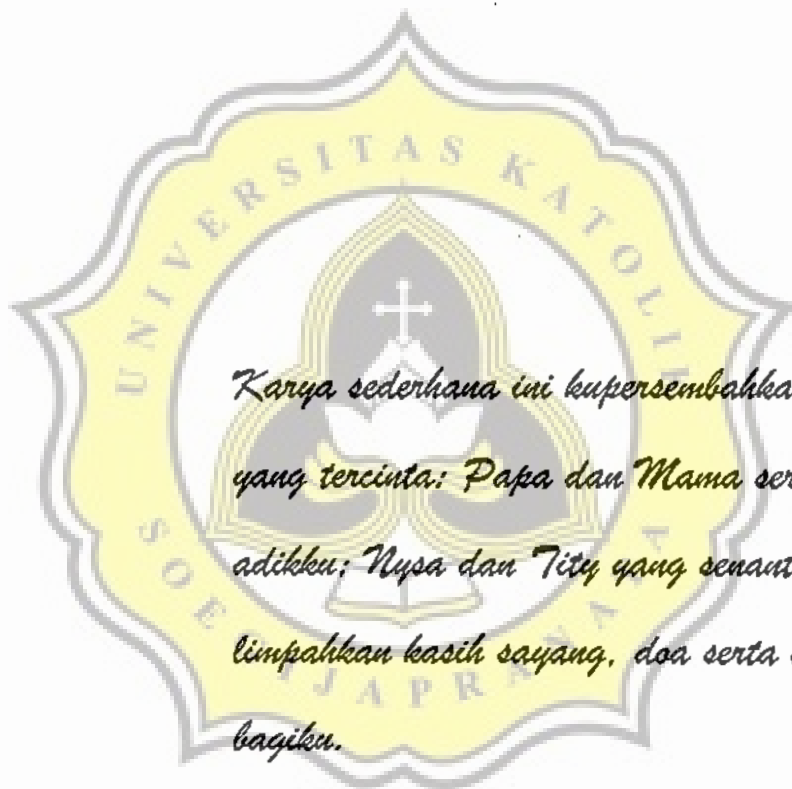 UNIVERSITAS KATOLIK
SOEGIJAPRANATA
Karya sederhana ini kupersembahka
yang tercinta: Papa dan Mama ser
adikku; Nysa dan Tity yang senant
limpahkan kasih sayang, doa serta
bagiku.